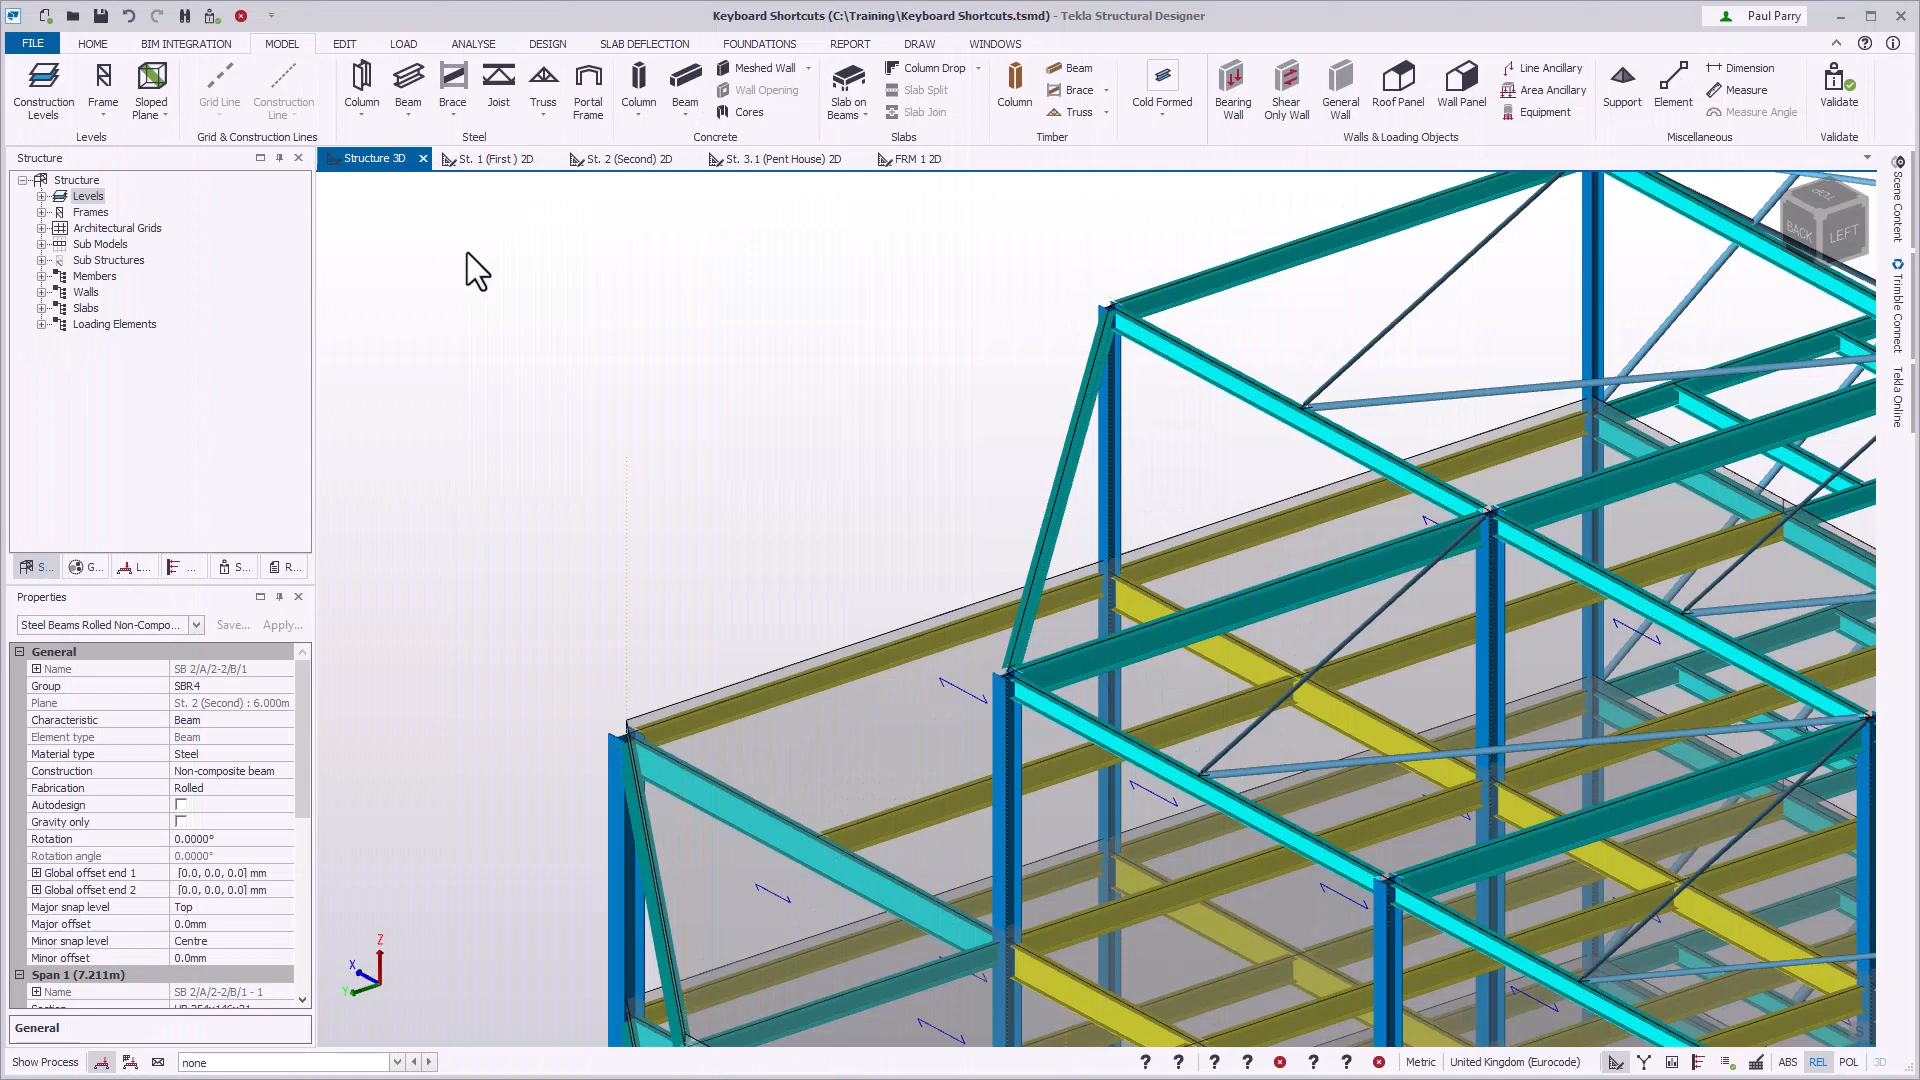 Keyboard Shortcuts (C:\Training\Keyboard Shortcuts.tsmd) - Tekla Structural Designer
Paul Parry
FILE HOME BIM INTEGRATION MODEL EDIT LOAD ANALYSE DESIGN SLAB DEFLECTION FOUNDATIONS REPORT DRAW WINDOWS
Construction Levels
Frame
Sloped Plane
Levels
Grid Line
Construction Line
Grid & Construction Lines
Column
Beam
Brace
Joist
Truss
Portal Frame
Steel
Column
Beam
Meshed Wall
Wall Opening
Cores
Concrete
Slab on Beams
Column Drop
Slab Split
Slab Join
Slabs
Column
Beam
Brace
Truss
Timber
Cold Formed
Bearing Wall
Shear Only Wall
General Wall
Roof Panel
Wall Panel
Line Ancillary
Area Ancillary
Equipment
Walls & Loading Objects
Support
Element
Dimension
Measure
Measure Angle
Miscellaneous
Validate
Validate
Structure
Structure 3D
St. 1 (First ) 2D
St. 2 (Second) 2D
St. 3.1 (Pent House) 2D
FRM 1 2D
Structure
Levels
Frames
Architectural Grids
Sub Models
Sub Structures
Members
Walls
Slabs
Loading Elements
S... G... L... ... S... R...
TOP
BACK
LEFT
Scene Content
Trimble Connect
Tekla Online
Properties
Steel Beams Rolled Non-Compo... Save... Apply...
General
Name SB 2/A/2-2/B/1
Group SBR4
Plane St. 2 (Second) : 6.000m
Characteristic Beam
Element type Beam
Material type Steel
Construction Non-composite beam
Fabrication Rolled
Autodesign
Gravity only
Rotation 0.0000°
Rotation angle 0.0000°
Global offset end 1 [0.0, 0.0, 0.0] mm
Global offset end 2 [0.0, 0.0, 0.0] mm
Major snap level Top
Major offset 0.0mm
Minor snap level Centre
Minor offset 0.0mm
Span 1 (7.211m)
Name SB 2/A/2-2/B/1 - 1
General
Z
X
Y
Show Process none ? ? ? ? ? ? Metric United Kingdom (Eurocode) ABS REL POL 3D